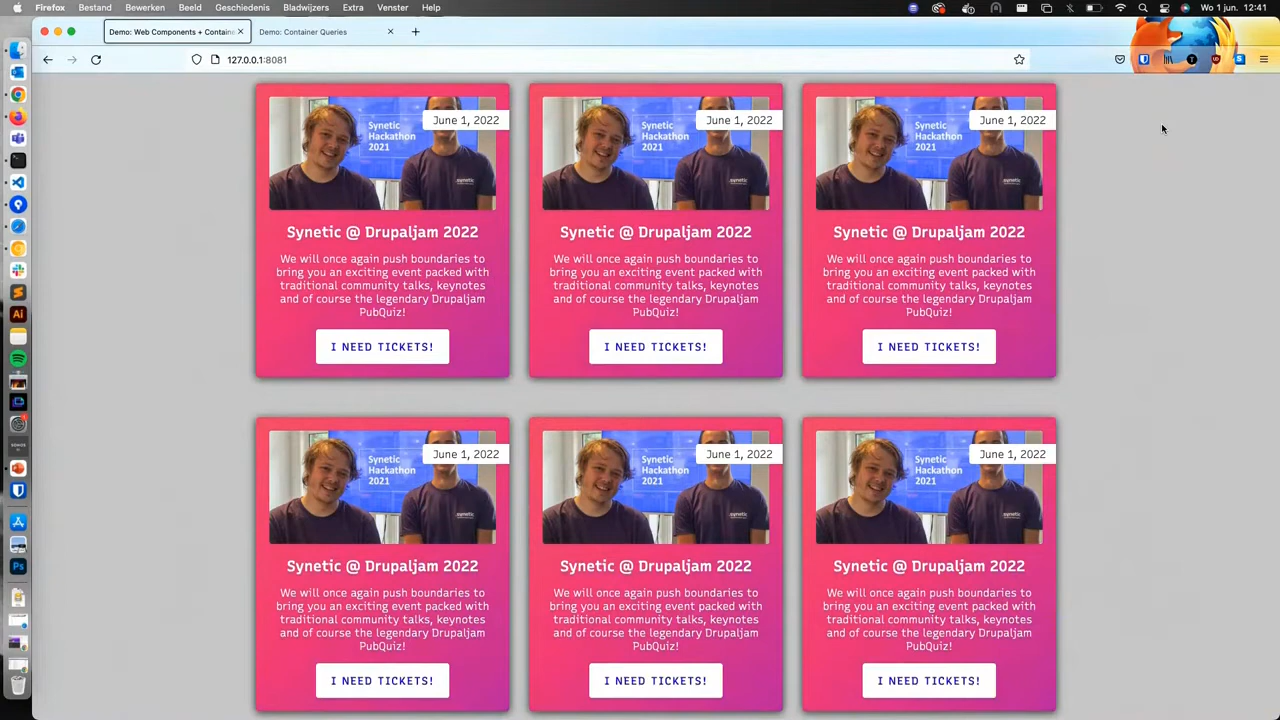 Firefox Bestand Bewerken Beeld Geschiedenis Bladwijzers Extra Venster Help Wo 1 jun. 12:41
Demo: Web Components + Containe Demo: Container Queries
127.0.0.1:8081
June 1, 2022 June 1, 2022 June 1, 2022
Synetic Synetic Synetic
Hackathon Hackathon Hackathon
2021 2021 2021
synetic synetic synetic
Synetic @ Drupaljam 2022 Synetic @ Drupaljam 2022 Synetic @ Drupaljam 2022
We will once again push boundaries to We will once again push boundaries to We will once again push boundaries to
bring you an exciting event packed with bring you an exciting event packed with bring you an exciting event packed with
traditional community talks, keynotes traditional community talks, keynotes traditional community talks, keynotes
and of course the legendary Drupaljam and of course the legendary Drupaljam and of course the legendary Drupaljam
PubQuiz! PubQuiz! PubQuiz!
I NEED TICKETS! I NEED TICKETS! I NEED TICKETS!
June 1, 2022 June 1, 2022 June 1, 2022
Synetic Synetic Synetic
Hackathon Hackathon Hackathon
2021 2021 2021
synetic synetic synetic
Synetic @ Drupaljam 2022 Synetic @ Drupaljam 2022 Synetic @ Drupaljam 2022
We will once again push boundaries to We will once again push boundaries to We will once again push boundaries to
bring you an exciting event packed with bring you an exciting event packed with bring you an exciting event packed with
traditional community talks, keynotes traditional community talks, keynotes traditional community talks, keynotes
and of course the legendary Drupaljam and of course the legendary Drupaljam and of course the legendary Drupaljam
PubQuiz! PubQuiz! PubQuiz!
I NEED TICKETS! I NEED TICKETS! I NEED TICKETS!